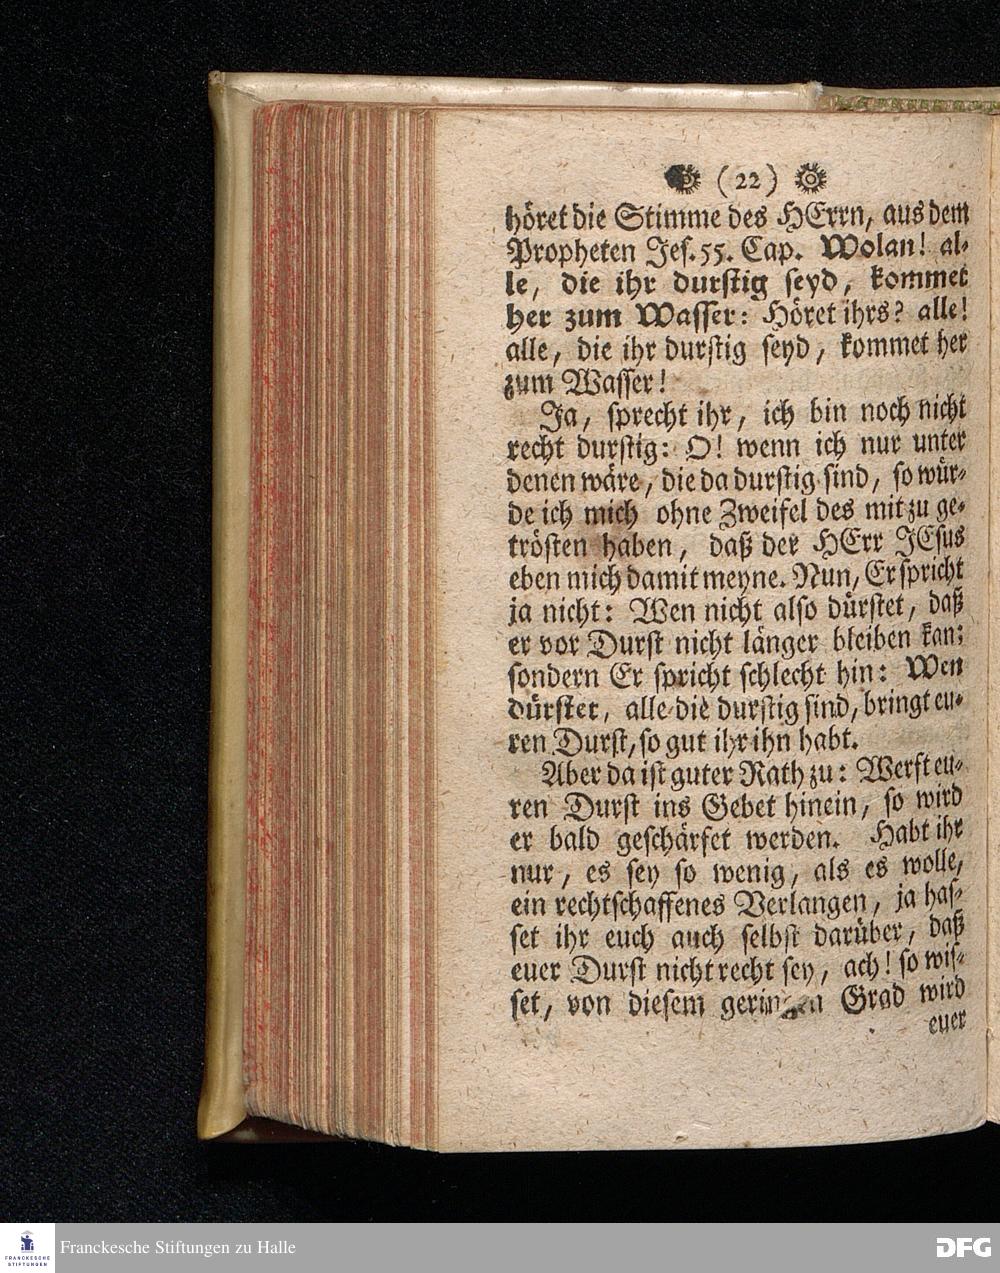 (22)
höret die Stimme des HErrn, aus dem
Propheten Jes. 55. Cap. Wolan! al-
le, die ihr durstig seyd, kommet
her zum Wasser: Höret ihrs? alle!
alle, die ihr durstig seyd, kommet her
zum Wasser!
Ja, sprecht ihr, ich bin noch nicht
recht durstig: O! wenn ich nur unter
denen wäre, die da durstig sind, so wür-
de ich mich ohne Zweifel des mit zu ge-
trösten haben, daß der HErr JEsus
eben mich damit meyne. Nun, Er spricht
ja nicht: Wen nicht also dürstet, daß
er vor Durst nicht länger bleiben kan;
sondern Er spricht schlecht hin: Wen
dürstet, alle die durstig sind, bringt eu-
ren Durst, so gut ihr ihn habt.
Aber da ist guter Rath zu: Werft eu-
ren Durst ins Gebet hinein, so wird
er bald geschärfet werden. Habt ihr
nur, es sey so wenig, als es wolle,
ein rechtschaffenes Verlangen, ja has-
set ihr euch auch selbst darüber, daß
euer Durst nicht recht sey, ach! so wis-
set, von diesem geringen Grad wird
euer
FRANCKESCHE
STIFTUNGEN
Franckesche Stiftungen zu Halle
DFG